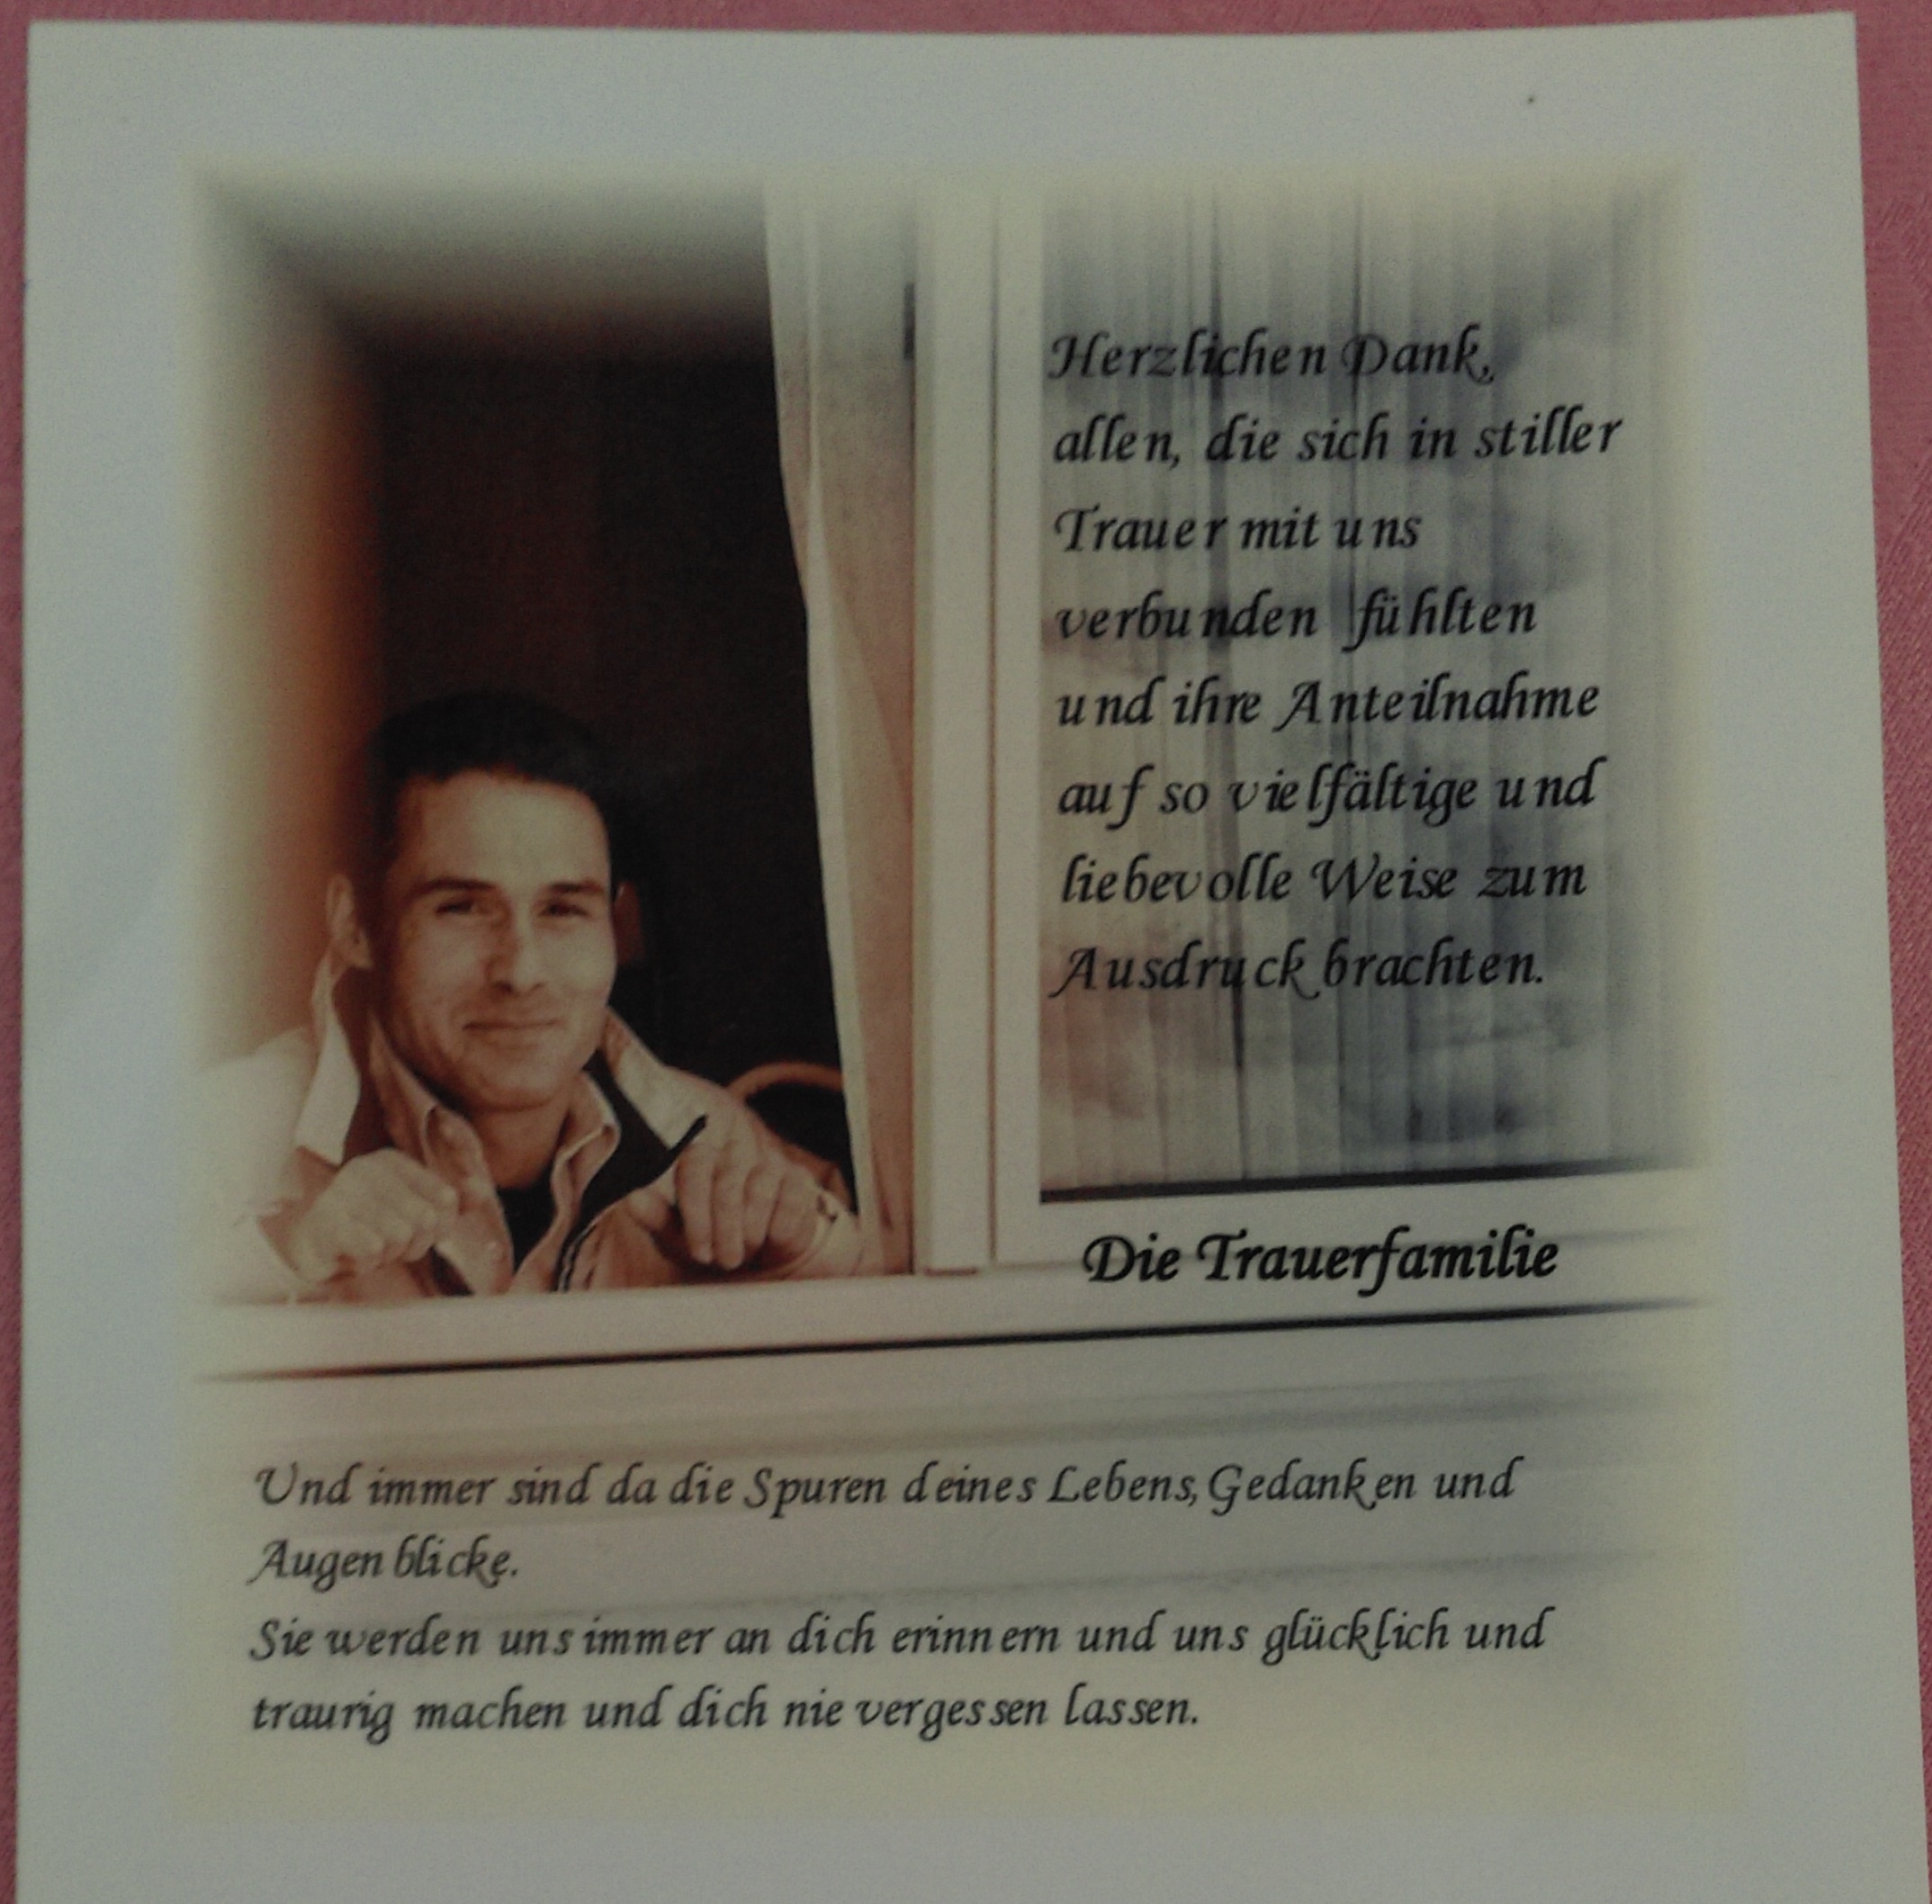 Herzlichen Dank,
allen, die sich in stiller
Trauer mit uns
verbunden fühlten
und ihre Anteilnahme
auf so vielfältige und
liebevolle Weise zum
Ausdruck brachten.
Die Trauerfamilie
Und immer sind da die Spuren deines Lebens, Gedanken und
Augenblicke.
Sie werden uns immer an dich erinnern und uns glücklich und
traurig machen und dich nie vergessen lassen.